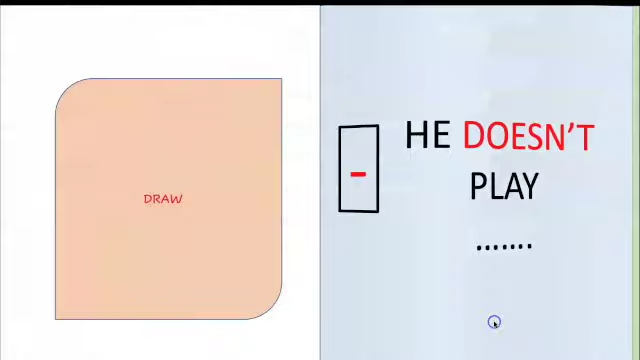 DRAW
-
HE DOESN'T
PLAY
.......